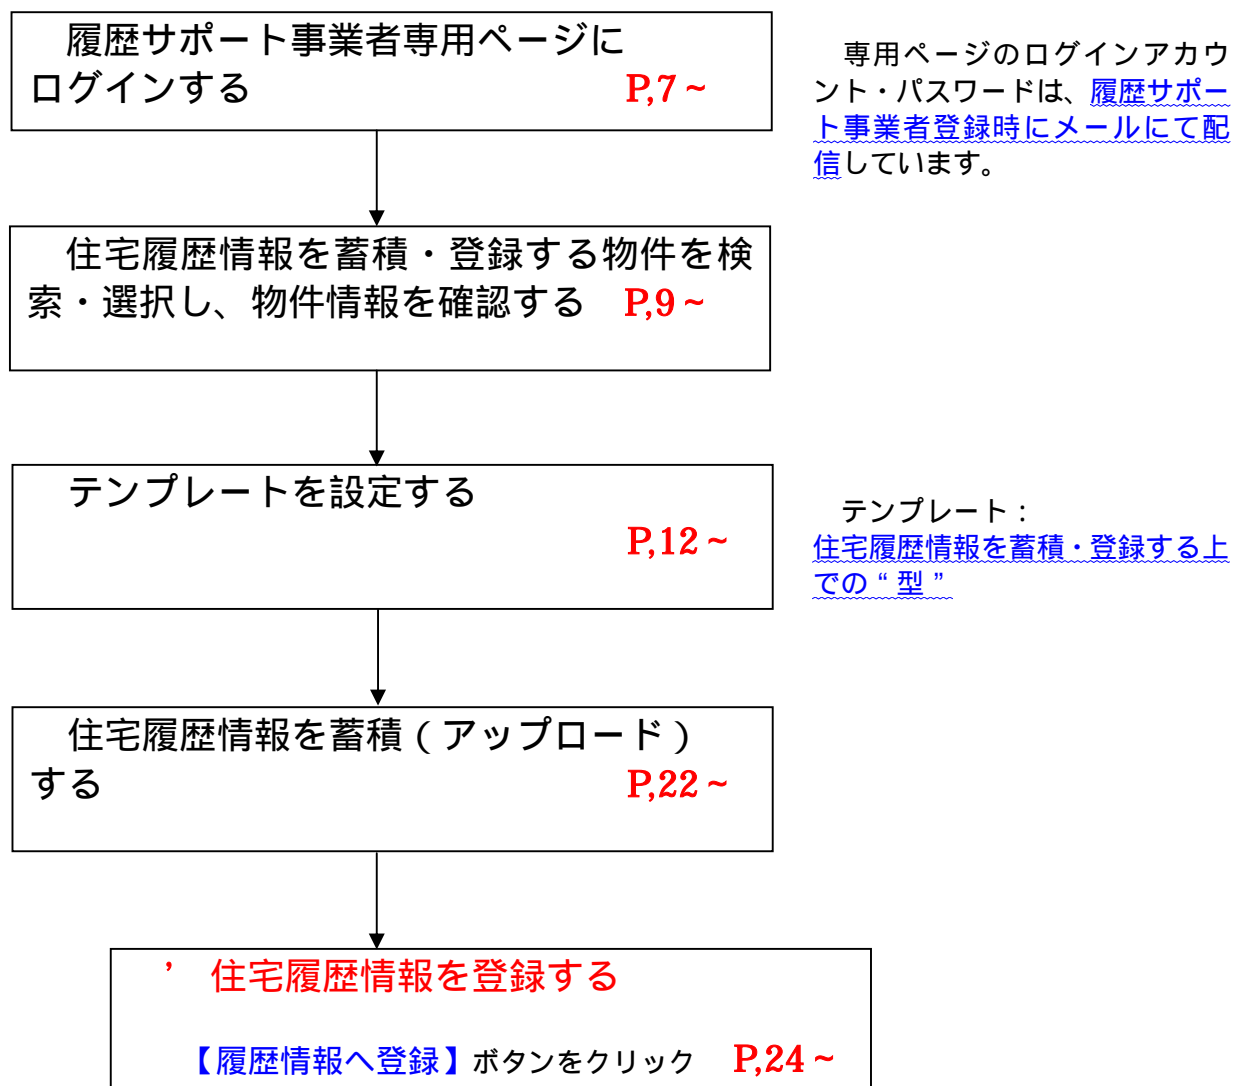 履歴サポート事業者専用ページに
ログインする P,7～
専用ページのログインアカウ
ント・パスワードは、履歴サポー
ト事業者登録時にメールにて配
信しています。
住宅履歴情報を蓄積・登録する物件を検
索・選択し、物件情報を確認する P,9～
テンプレートを設定する
P,12～
テンプレート：
住宅履歴情報を蓄積・登録する上
での“型”
住宅履歴情報を蓄積（アップロード）
する P,22～
’ 住宅履歴情報を登録する
【履歴情報へ登録】ボタンをクリック P,24～